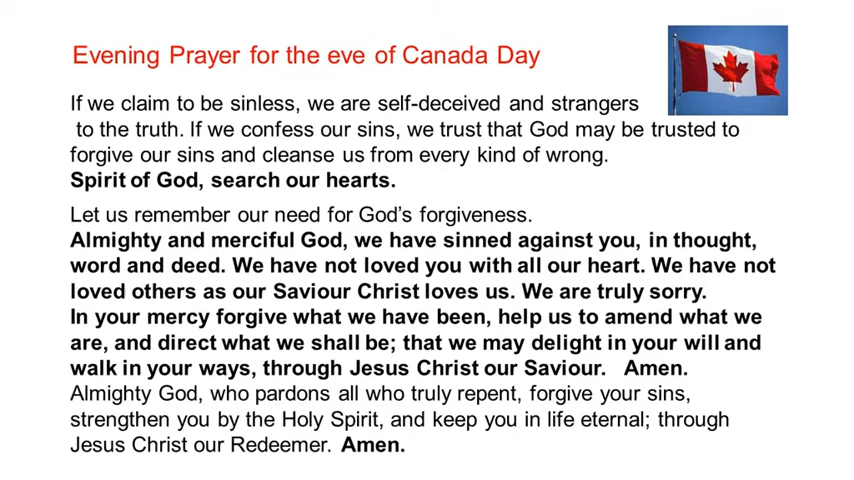 Evening Prayer for the eve of Canada Day
If we claim to be sinless, we are self-deceived and strangers
to the truth. If we confess our sins, we trust that God may be trusted to
forgive our sins and cleanse us from every kind of wrong.
Spirit of God, search our hearts.
Let us remember our need for God’s forgiveness.
Almighty and merciful God, we have sinned against you, in thought,
word and deed. We have not loved you with all our heart. We have not
loved others as our Saviour Christ loves us. We are truly sorry.
In your mercy forgive what we have been, help us to amend what we
are, and direct what we shall be; that we may delight in your will and
walk in your ways, through Jesus Christ our Saviour. Amen.
Almighty God, who pardons all who truly repent, forgive your sins,
strengthen you by the Holy Spirit, and keep you in life eternal; through
Jesus Christ our Redeemer. Amen.